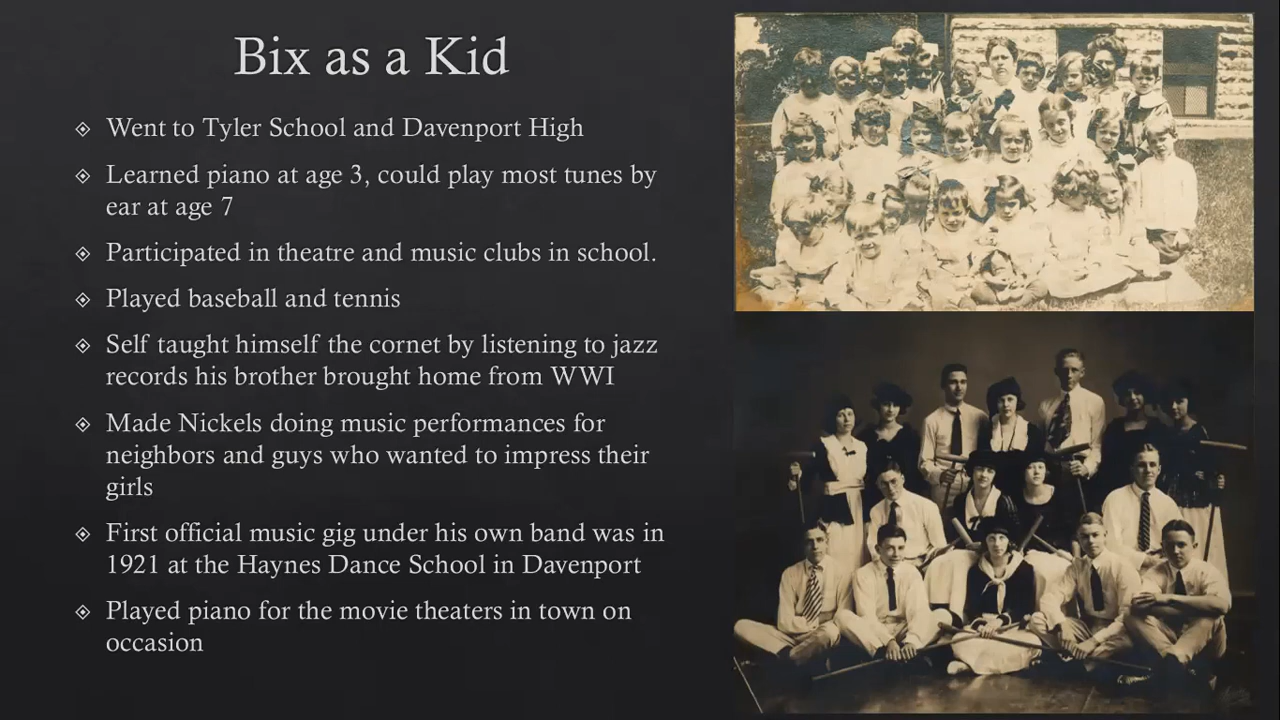 Bix as a Kid
Went to Tyler School and Davenport High
Learned piano at age 3, could play most tunes by
ear at age 7
Participated in theatre and music clubs in school.
Played baseball and tennis
Self taught himself the cornet by listening to jazz
records his brother brought home from WWI
Made Nickels doing music performances for
neighbors and guys who wanted to impress their
girls
First official music gig under his own band was in
1921 at the Haynes Dance School in Davenport
Played piano for the movie theaters in town on
occasion